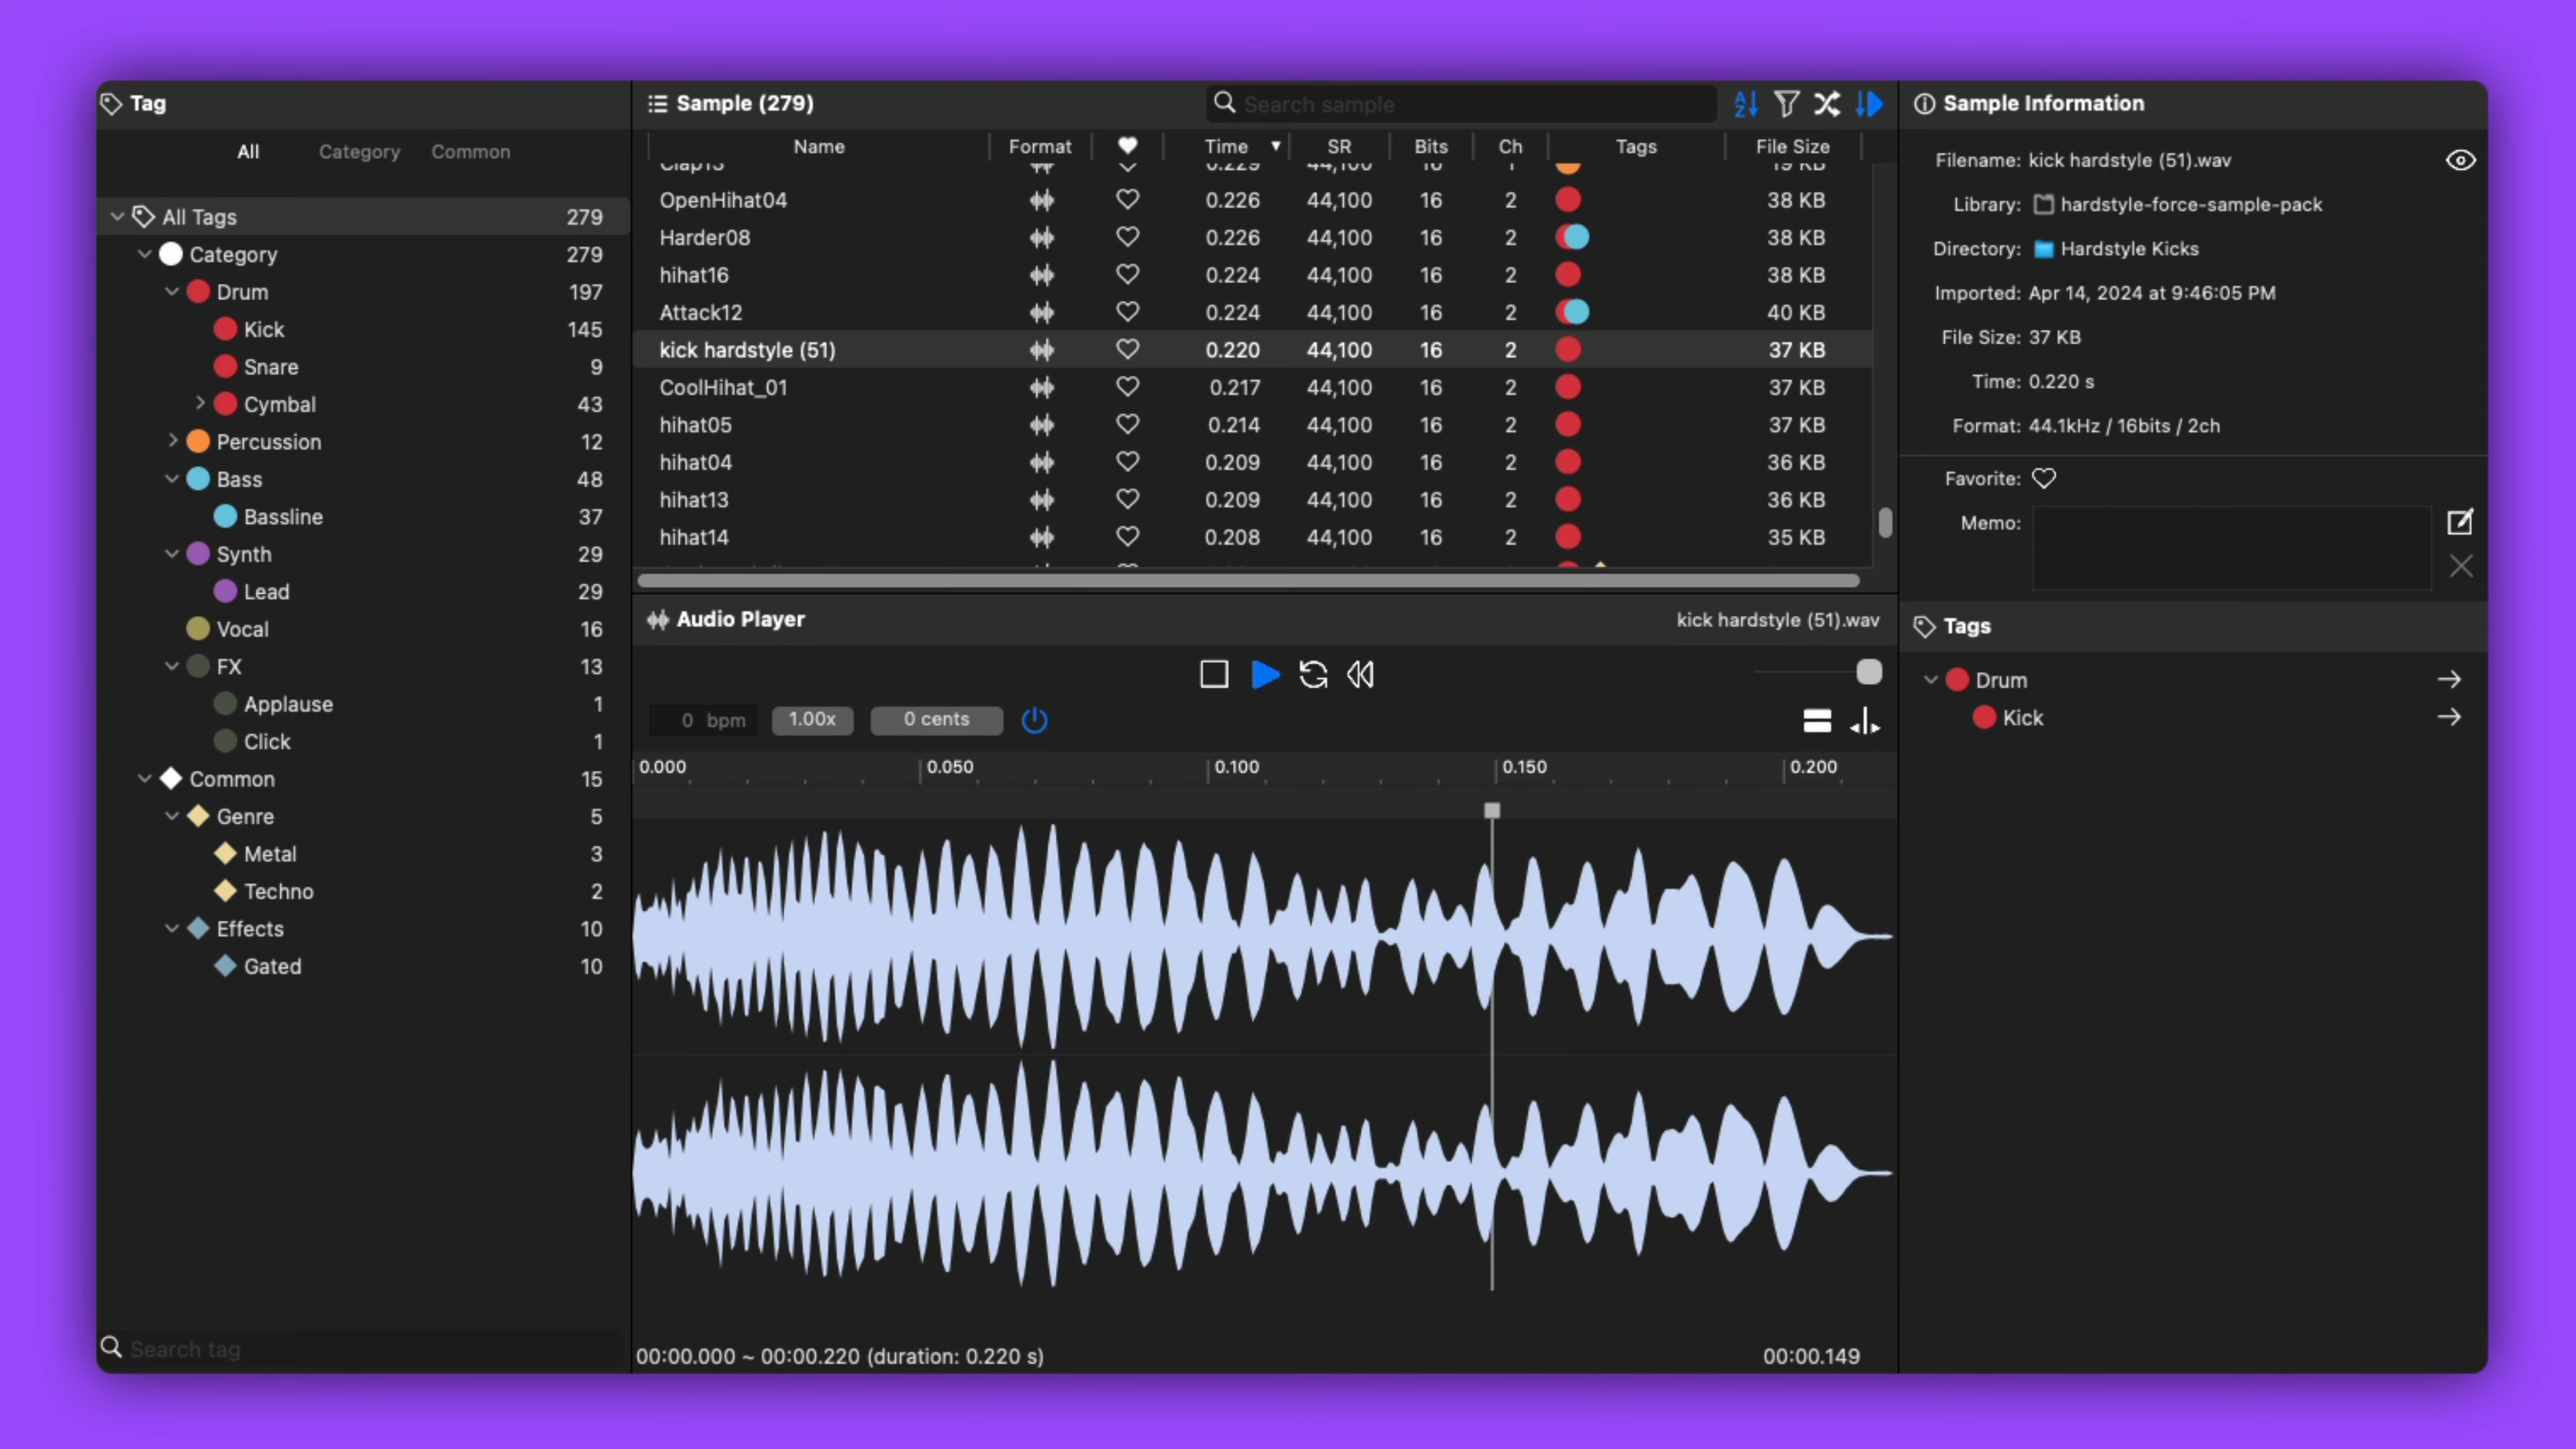 Tag
All Category Common
All Tags 279
Category 279
Drum 197
Kick 145
Snare 9
Cymbal 43
Percussion 12
Bass 48
Bassline 37
Synth 29
Lead 29
Vocal 16
FX 13
Applause 1
Click 1
Common 15
Genre 5
Metal 3
Techno 2
Effects 10
Gated 10
Search tag
Sample (279) Search sample
Name Format Time SR Bits Ch Tags File Size
Clap13 0.229 44,100 16 1 19 KB
OpenHihat04 0.226 44,100 16 2 38 KB
Harder08 0.226 44,100 16 2 38 KB
hihat16 0.224 44,100 16 2 38 KB
Attack12 0.224 44,100 16 2 40 KB
kick hardstyle (51) 0.220 44,100 16 2 37 KB
CoolHihat_01 0.217 44,100 16 2 37 KB
hihat05 0.214 44,100 16 2 37 KB
hihat04 0.209 44,100 16 2 36 KB
hihat13 0.209 44,100 16 2 36 KB
hihat14 0.208 44,100 16 2 35 KB
Audio Player kick hardstyle (51).wav
0 bpm 1.00x 0 cents
0.000 0.050 0.100 0.150 0.200
00:00.000 ~ 00:00.220 (duration: 0.220 s) 00:00.149
Sample Information
Filename: kick hardstyle (51).wav
Library: hardstyle-force-sample-pack
Directory: Hardstyle Kicks
Imported: Apr 14, 2024 at 9:46:05 PM
File Size: 37 KB
Time: 0.220 s
Format: 44.1kHz / 16bits / 2ch
Favorite:
Memo:
Tags
Drum
Kick